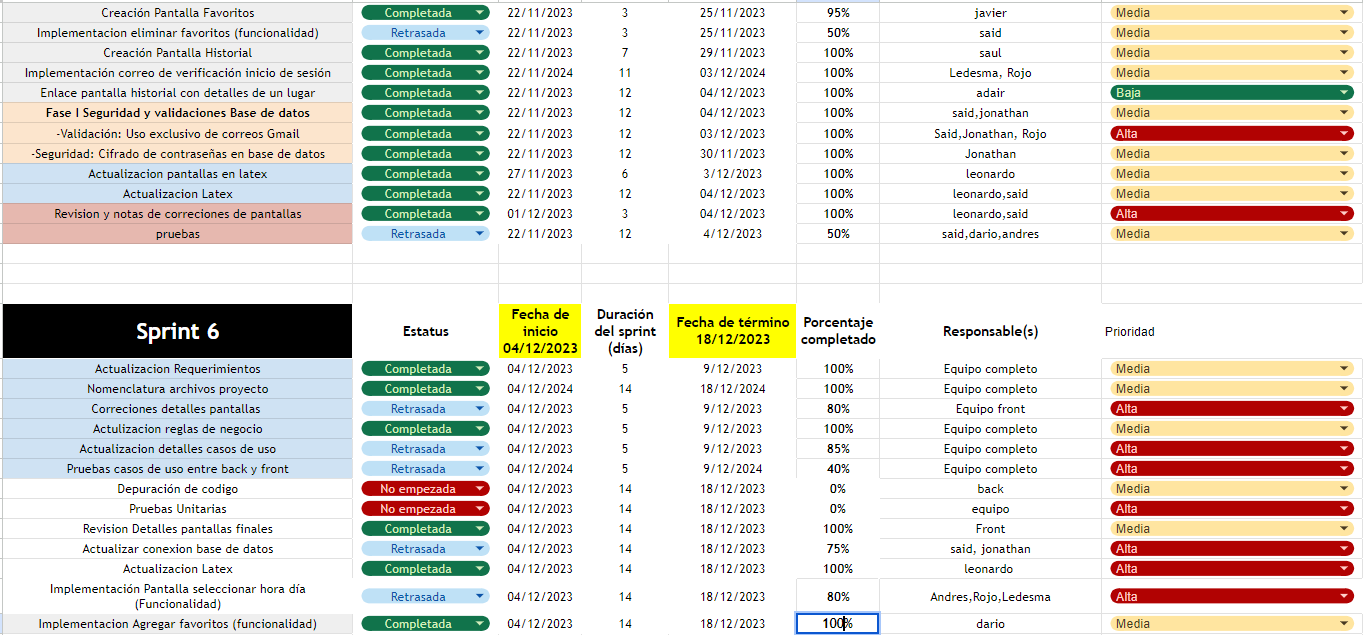 Creación Pantalla Favoritos Completada 22/11/2023 3 25/11/2023 95% javier Media
Implementacion eliminar favoritos (funcionalidad) Retrasada 22/11/2023 3 25/11/2023 50% said Media
Creación Pantalla Historial Completada 22/11/2023 7 29/11/2023 100% saul Media
Implementación correo de verificación inicio de sesión Completada 22/11/2024 11 03/12/2024 100% Ledesma, Rojo Media
Enlace pantalla historial con detalles de un lugar Completada 22/11/2023 12 04/12/2023 100% adair Baja
Fase I Seguridad y validaciones Base de datos Completada 22/11/2023 12 04/12/2023 100% said,jonathan Media
-Validación: Uso exclusivo de correos Gmail Completada 22/11/2023 12 03/12/2023 100% Said,Jonathan, Rojo Alta
-Seguridad: Cifrado de contraseñas en base de datos Completada 22/11/2023 12 30/11/2023 100% Jonathan Media
Actualizacion pantallas en latex Completada 27/11/2023 6 3/12/2023 100% leonardo Media
Actualizacion Latex Completada 22/11/2023 12 04/12/2023 100% leonardo,said Media
Revision y notas de correciones de pantallas Completada 01/12/2023 3 04/12/2023 100% leonardo,said Alta
pruebas Retrasada 22/11/2023 12 4/12/2023 50% said,dario,andres Media
Sprint 6
Estatus
Fecha de
inicio
04/12/2023
Duración
del sprint
(días)
Fecha de término
18/12/2023
Porcentaje
completado
Responsable(s)
Prioridad
Actualizacion Requerimientos Completada 04/12/2023 5 9/12/2023 100% Equipo completo Media
Nomenclatura archivos proyecto Completada 04/12/2024 14 18/12/2024 100% Equipo completo Media
Correciones detalles pantallas Retrasada 04/12/2023 5 9/12/2023 80% Equipo front Alta
Actulizacion reglas de negocio Completada 04/12/2023 5 9/12/2023 100% Equipo completo Media
Actualizacion detalles casos de uso Retrasada 04/12/2023 5 9/12/2023 85% Equipo completo Alta
Pruebas casos de uso entre back y front Retrasada 04/12/2024 5 9/12/2024 40% Equipo completo Alta
Depuración de codigo No empezada 04/12/2023 14 18/12/2023 0% back Media
Pruebas Unitarias No empezada 04/12/2023 14 18/12/2023 0% equipo Alta
Revision Detalles pantallas finales Completada 04/12/2023 14 18/12/2023 100% Front Media
Actualizar conexion base de datos Retrasada 04/12/2023 14 18/12/2023 75% said, jonathan Alta
Actualizacion Latex Completada 04/12/2023 14 18/12/2023 100% leonardo Alta
Implementación Pantalla seleccionar hora día
(Funcionalidad) Retrasada 04/12/2023 14 18/12/2023 80% Andres,Rojo,Ledesma Alta
Implementacion Agregar favoritos (funcionalidad) Completada 04/12/2023 14 18/12/2023 100% dario Media